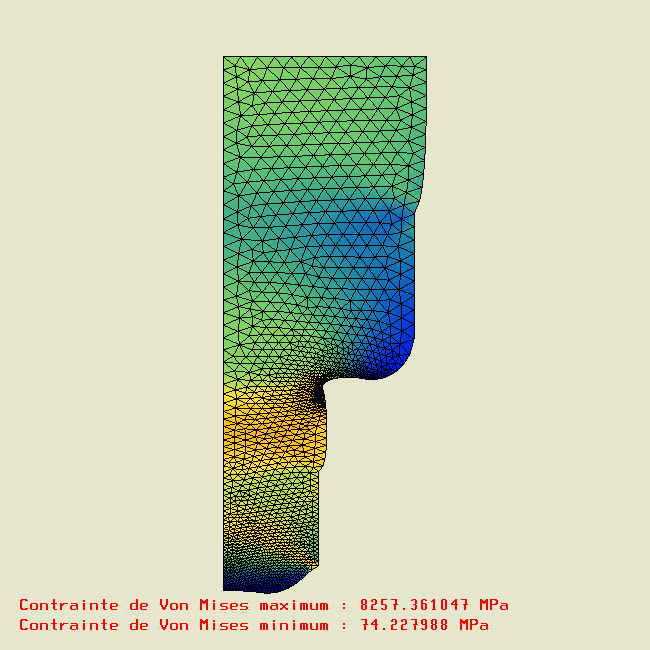 Contrainte de Von Mises maximum : 8257.361047 MPa
Contrainte de Von Mises minimum : 74.227988 MPa